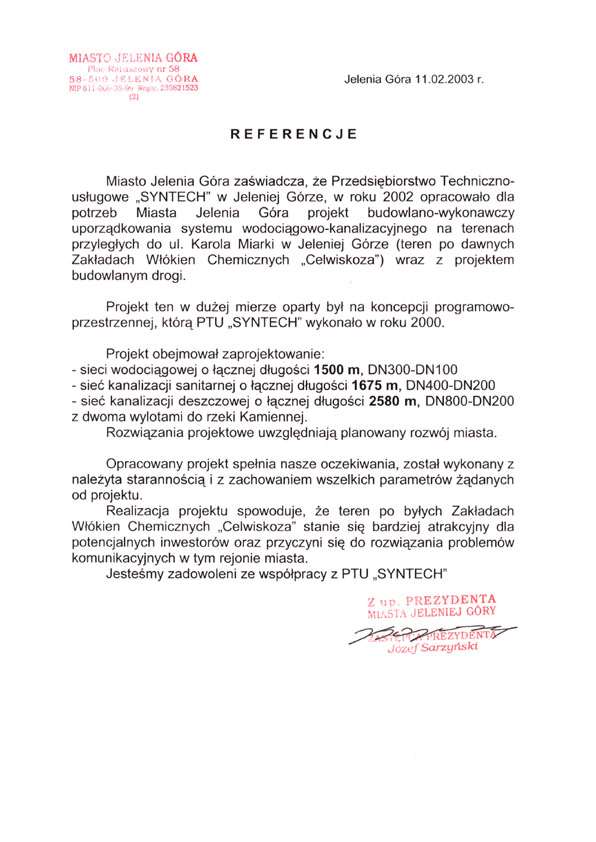 MIASTO JELENIA GÓRA
Plac Ratuszowy nr 58
58-500 JELENIA GÓRA
(2)
Jelenia Góra 11.02.2003 r.
REFERENCJE
Miasto Jelenia Góra zaświadcza, że Przedsiębiorstwo Techniczno-
usługowe „SYNTECH” w Jeleniej Górze, w roku 2002 opracowało dla
potrzeb Miasta Jelenia Góra projekt budowlano-wykonawczy
uporządkowania systemu wodociągowo-kanalizacyjnego na terenach
przyległych do ul. Karola Miarki w Jeleniej Górze (teren po dawnych
Zakładach Włókien Chemicznych „Celwiskoza”) wraz z projektem
budowlanym drogi.
Projekt ten w dużej mierze oparty był na koncepcji programowo-
przestrzennej, którą PTU „SYNTECH” wykonało w roku 2000.
Projekt obejmował zaprojektowanie:
- sieci wodociągowej o łącznej długości 1500 m, DN300-DN100
- sieć kanalizacji sanitarnej o łącznej długości 1675 m, DN400-DN200
- sieć kanalizacji deszczowej o łącznej długości 2580 m, DN800-DN200
z dwoma wylotami do rzeki Kamiennej.
Rozwiązania projektowe uwzględniają planowany rozwój miasta.
Opracowany projekt spełnia nasze oczekiwania, został wykonany z
należyta starannością i z zachowaniem wszelkich parametrów żądanych
od projektu.
Realizacja projektu spowoduje, że teren po byłych Zakładach
Włókien Chemicznych „Celwiskoza” stanie się bardziej atrakcyjny dla
potencjalnych inwestorów oraz przyczyni się do rozwiązania problemów
komunikacyjnych w tym rejonie miasta.
Jesteśmy zadowoleni ze współpracy z PTU „SYNTECH”
Z up. PREZYDENTA
MIASTA JELENIEJ GÓRY
ZASTĘPCA PREZYDENTA
Józef Sarzyński